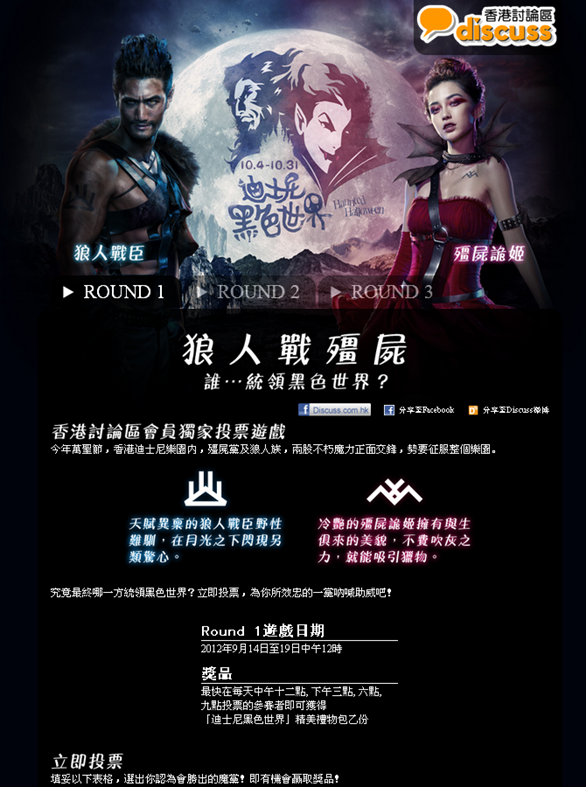 香港討論區
discuss
10.4-10.31
迪士尼
黑色世界
Haunted
Halloween
狼人戰臣
殭屍詭姬
ROUND 1
ROUND 2
ROUND 3
狼人戰殭屍
誰…統領黑色世界？
Discuss.com.hk
分享至Facebook
分享至Discuss微博
香港討論區會員獨家投票遊戲
今年萬聖節，香港迪士尼樂園內，殭屍黨及狼人族，兩股不朽魔力正面交鋒，勢要征服整個樂園。
天賦異稟的狼人戰臣野性
難馴，在月光之下閃現另
類驚心。
冷艷的殭屍詭姬擁有與生
俱來的美貌，不費吹灰之
力，就能吸引獵物。
究竟最終哪一方統領黑色世界？立即投票，為你所效忠的一黨吶喊助威吧！
Round 1遊戲日期
2012年9月14日至19日中午12時
獎品
最快在每天中午十二點,下午三點,六點,
九點投票的參賽者即可獲得
「迪士尼黑色世界」精美禮物包乙份
立即投票
填妥以下表格，選出你認為會勝出的魔黨！即有機會贏取獎品！